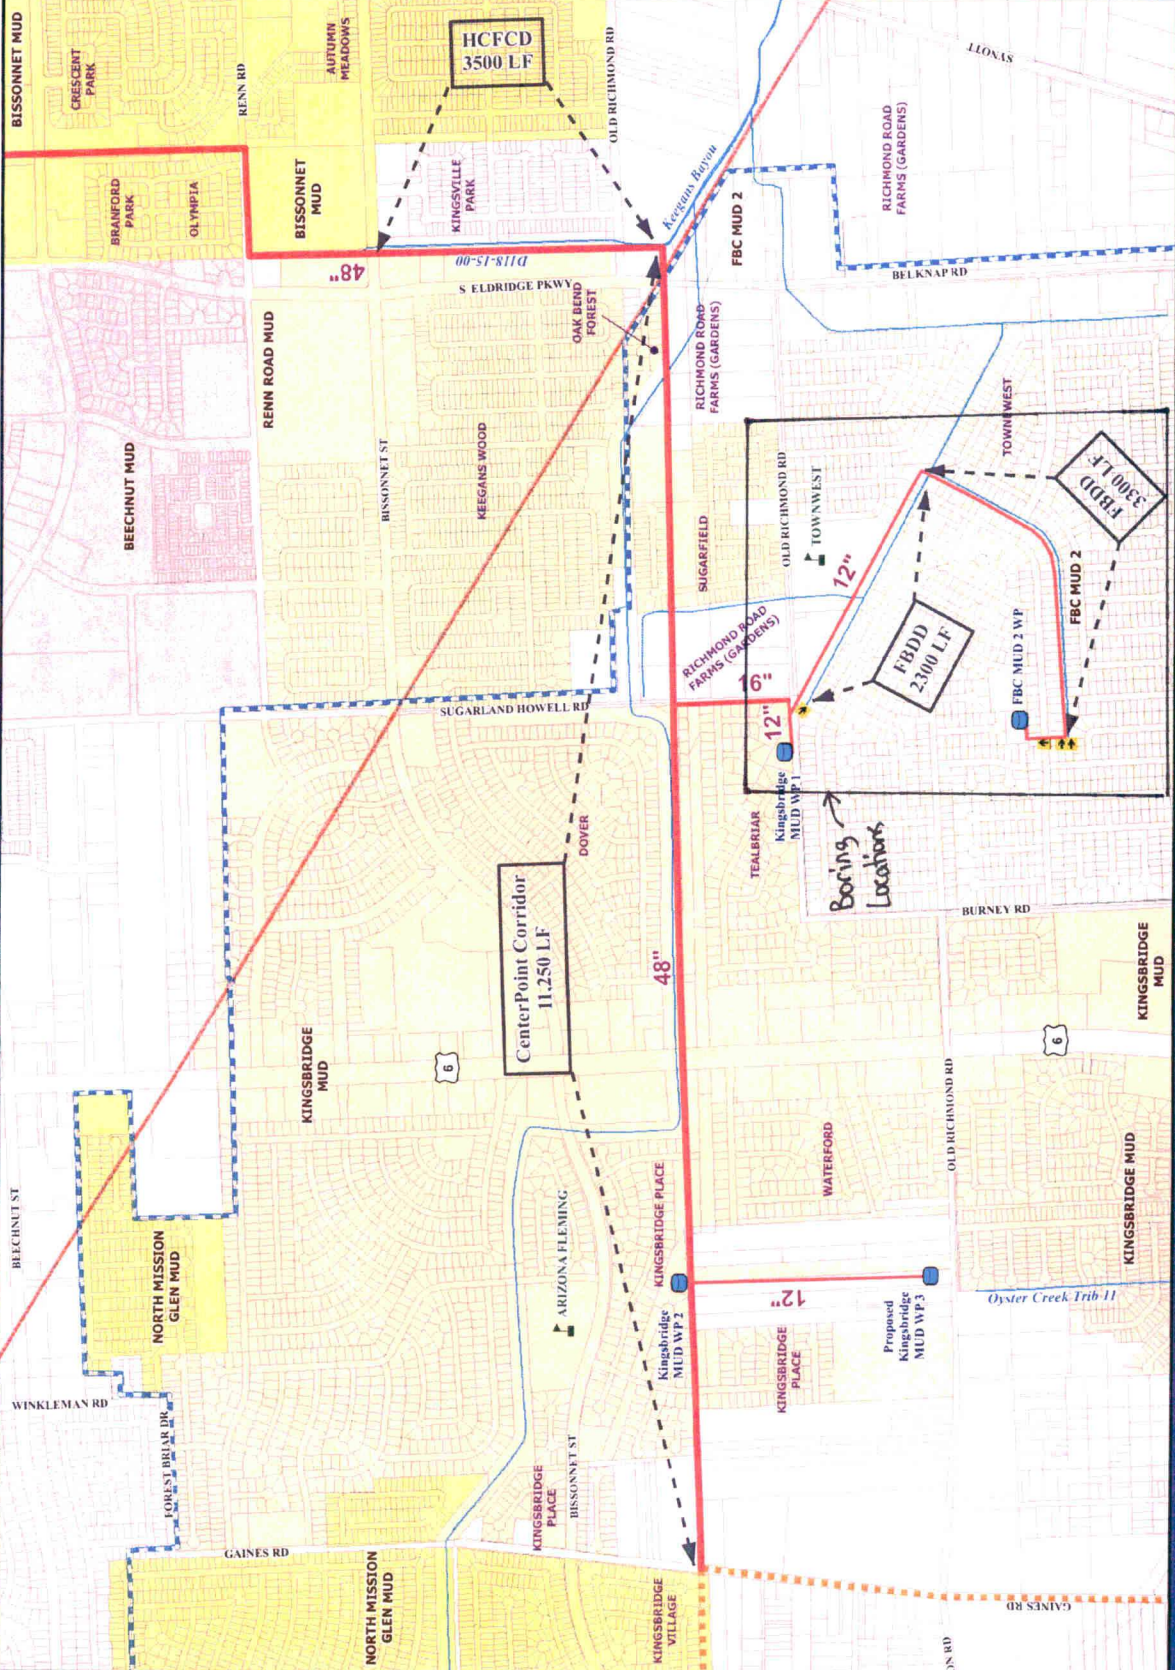 BISSONNET MUD
CRESCENT
PARK
RENN RD
AUTUMN
MEADOWS
HCFCD
3500 LF
OLD RICHMOND RD
SYNOTT
BRANFORD
PARK
OLYMPIA
BISSONNET
MUD
KINGSVILLE
PARK
Keegans Bayou
FBC MUD 2
RICHMOND ROAD
FARMS (GARDENS)
BELKNAP RD
48"
D118-15-00
S ELDRIDGE PKWY
OAK BEND
FOREST
RICHMOND ROAD
FARMS (GARDENS)
RENN ROAD MUD
BEECHNUT MUD
BISSONNET ST
KEEGANS WOOD
SUGARFIELD
OLD RICHMOND RD
TOWNWEST
TOWNEWEST
FBDD
3300 LF
12"
FBC MUD 2
RICHMOND ROAD
FARMS (GARDENS)
16"
12"
FBDD
2300 LF
FBC MUD 2 WP
SUGARLAND HOWELL RD
Kingsbridge
MUD WP 1
TEALBRIAR
DOVER
Boring
Locations
BURNEY RD
CenterPoint Corridor
11,250 LF
48"
KINGSBRIDGE
MUD
6
KINGSBRIDGE
MUD
6
BEECHNUT ST
NORTH MISSION
GLEN MUD
ARIZONA FLEMING
KINGSBRIDGE PLACE
WATERFORD
OLD RICHMOND RD
KINGSBRIDGE MUD
Kingsbridge
MUD WP 2
12"
Proposed
Kingsbridge
MUD WP 3
Oyster Creek Trib 11
KINGSBRIDGE
PLACE
WINKLEMAN RD
FOREST BRIAR DR
KINGSBRIDGE
PLACE
BISSONNET ST
GAINES RD
NORTH MISSION
GLEN MUD
KINGSBRIDGE
VILLAGE
GAINES RD
ON RD